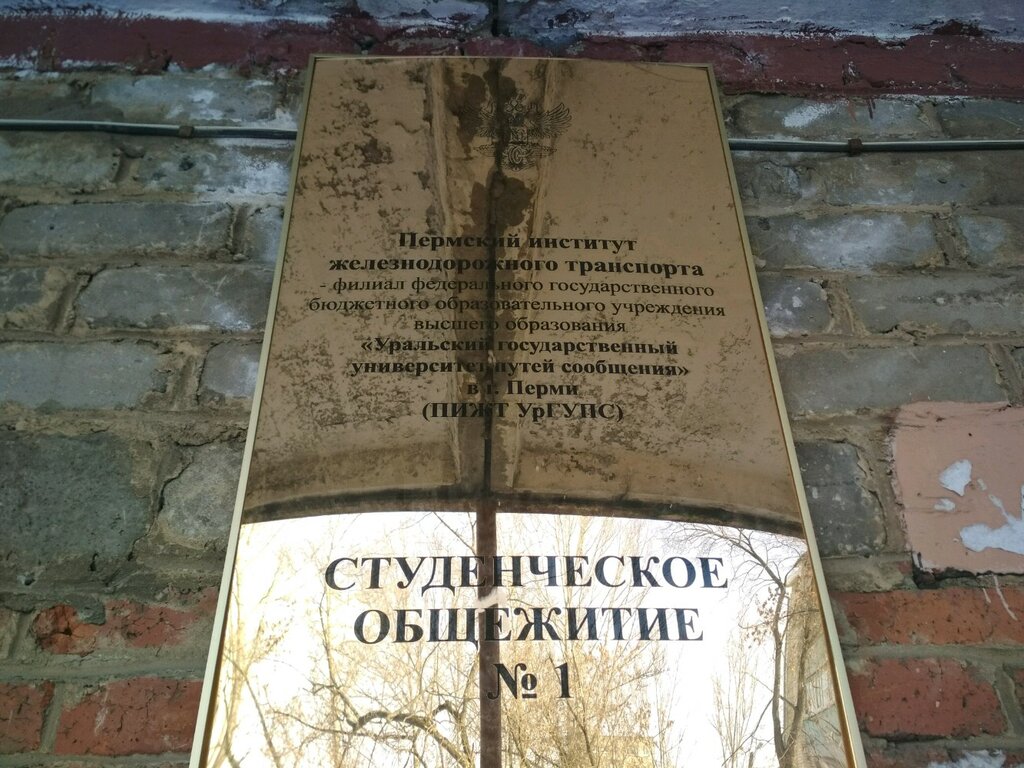 Пермский институт
железнодорожного транспорта
- филиал федерального государственного
бюджетного образовательного учреждения
высшего образования
«Уральский государственный
университет путей сообщения»
в г. Перми
(ПИЖТ УрГУПС)
СТУДЕНЧЕСКОЕ
ОБЩЕЖИТИЕ
№ 1